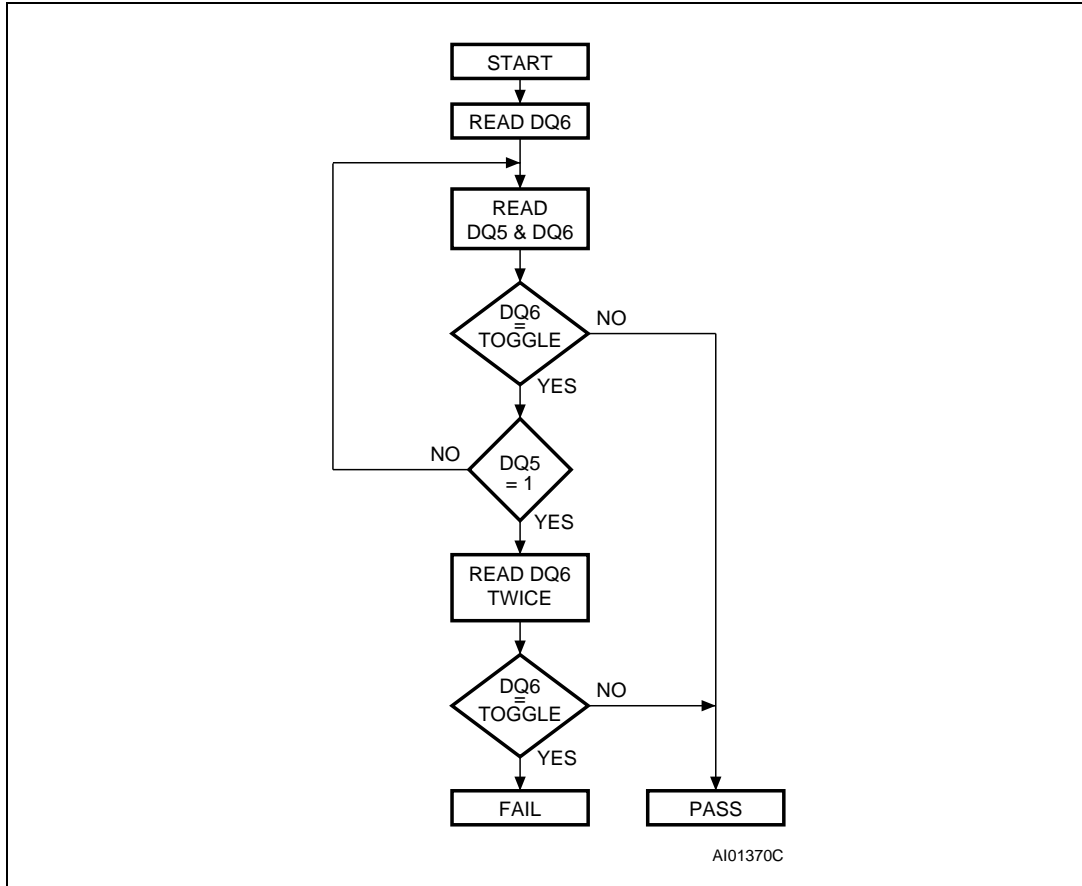 START
READ DQ6
READ
DQ5 & DQ6
DQ6
=
TOGGLE
NO
YES
NO
DQ5
= 1
YES
READ DQ6
TWICE
DQ6
=
TOGGLE
NO
YES
FAIL
PASS
AI01370C